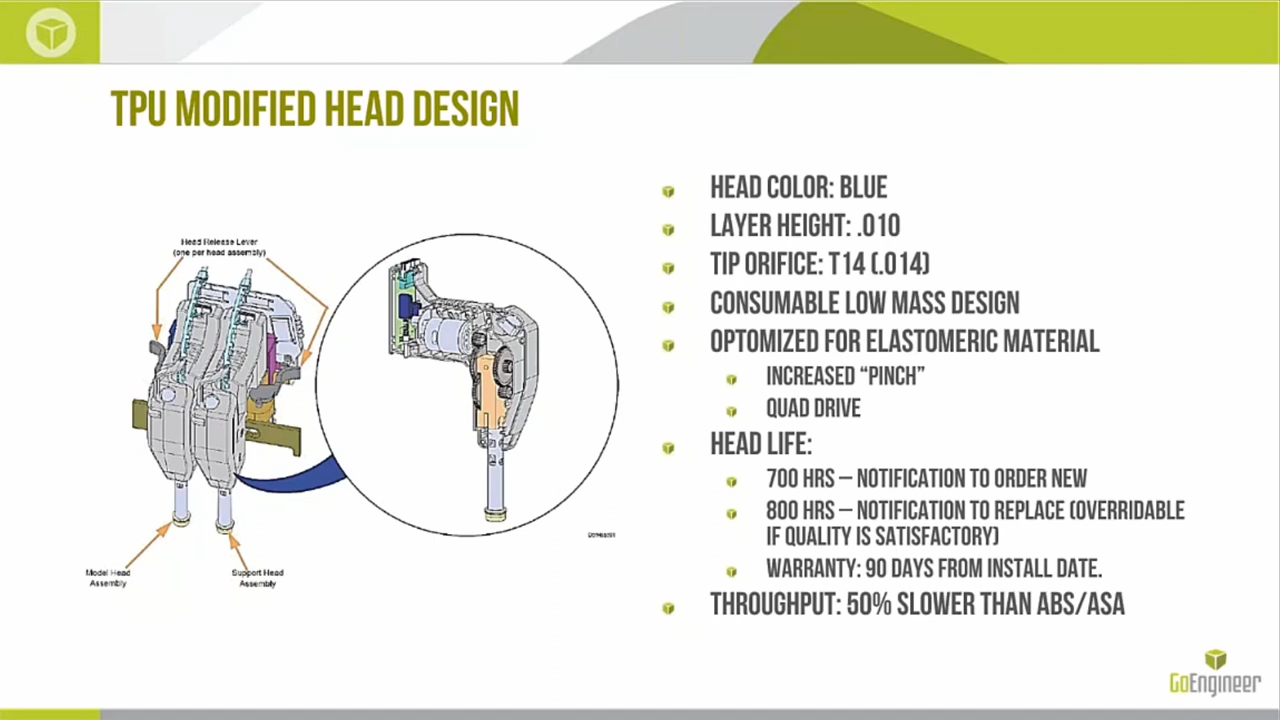 TPU MODIFIED HEAD DESIGN
Head Release Lever
(one per head assembly)
Model Head
Assembly
Support Head
Assembly
HEAD COLOR: BLUE
LAYER HEIGHT: .010
TIP ORIFICE: T14 (.014)
CONSUMABLE LOW MASS DESIGN
OPTOMIZED FOR ELASTOMERIC MATERIAL
INCREASED “PINCH”
QUAD DRIVE
HEAD LIFE:
700 HRS – NOTIFICATION TO ORDER NEW
800 HRS – NOTIFICATION TO REPLACE (OVERRIDABLE
IF QUALITY IS SATISFACTORY)
WARRANTY: 90 DAYS FROM INSTALL DATE.
THROUGHPUT: 50% SLOWER THAN ABS/ASA
GoEngineer